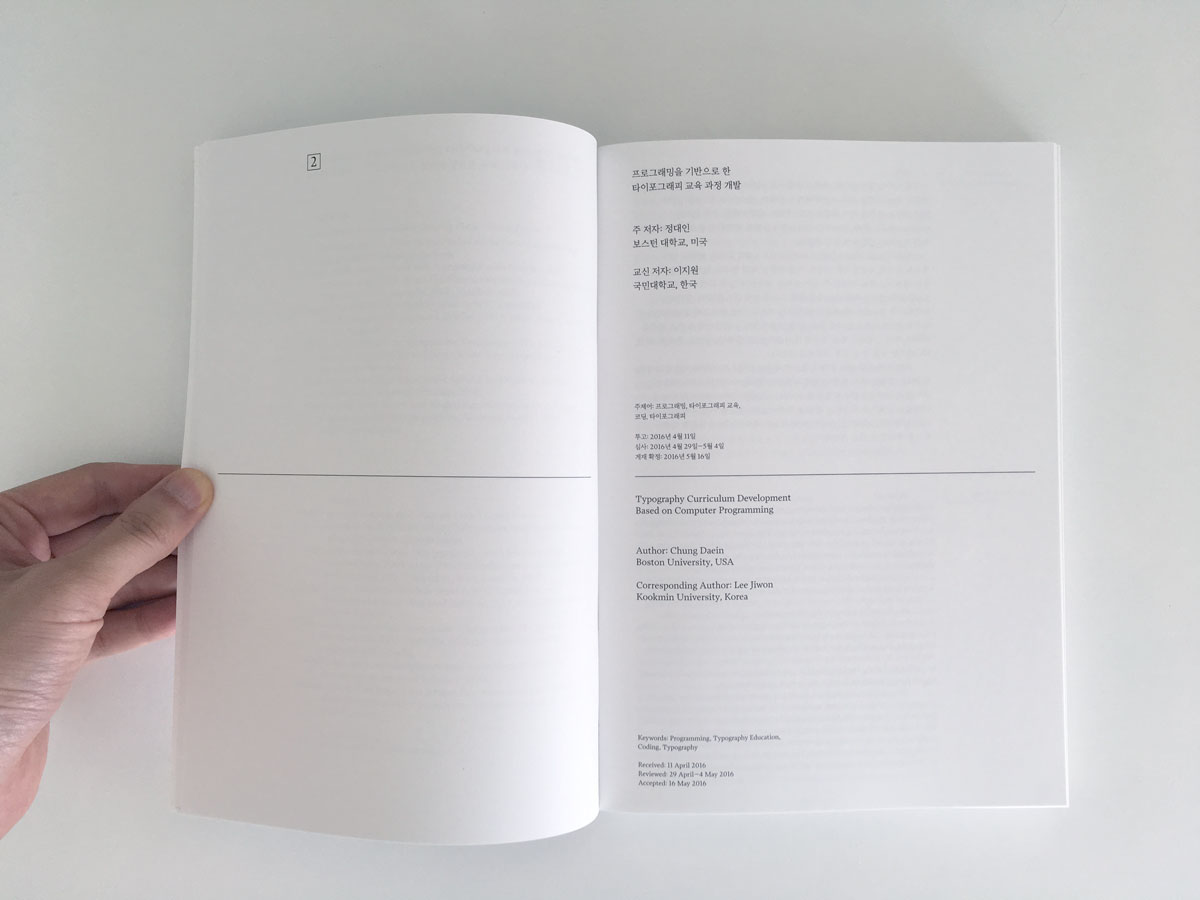 2
프로그래밍을 기반으로 한
타이포그래피 교육 과정 개발
주 저자: 정대인
보스턴 대학교, 미국
교신 저자: 이지원
국민대학교, 한국
주제어: 프로그래밍, 타이포그래피 교육,
코딩, 타이포그래피
투고: 2016년 4월 11일
심사: 2016년 4월 29일–5월 4일
게재 확정: 2016년 5월 16일
Typography Curriculum Development
Based on Computer Programming
Author: Chung Daein
Boston University, USA
Corresponding Author: Lee Jiwon
Kookmin University, Korea
Keywords: Programming, Typography Education,
Coding, Typography
Received: 11 April 2016
Reviewed: 29 April–4 May 2016
Accepted: 16 May 2016